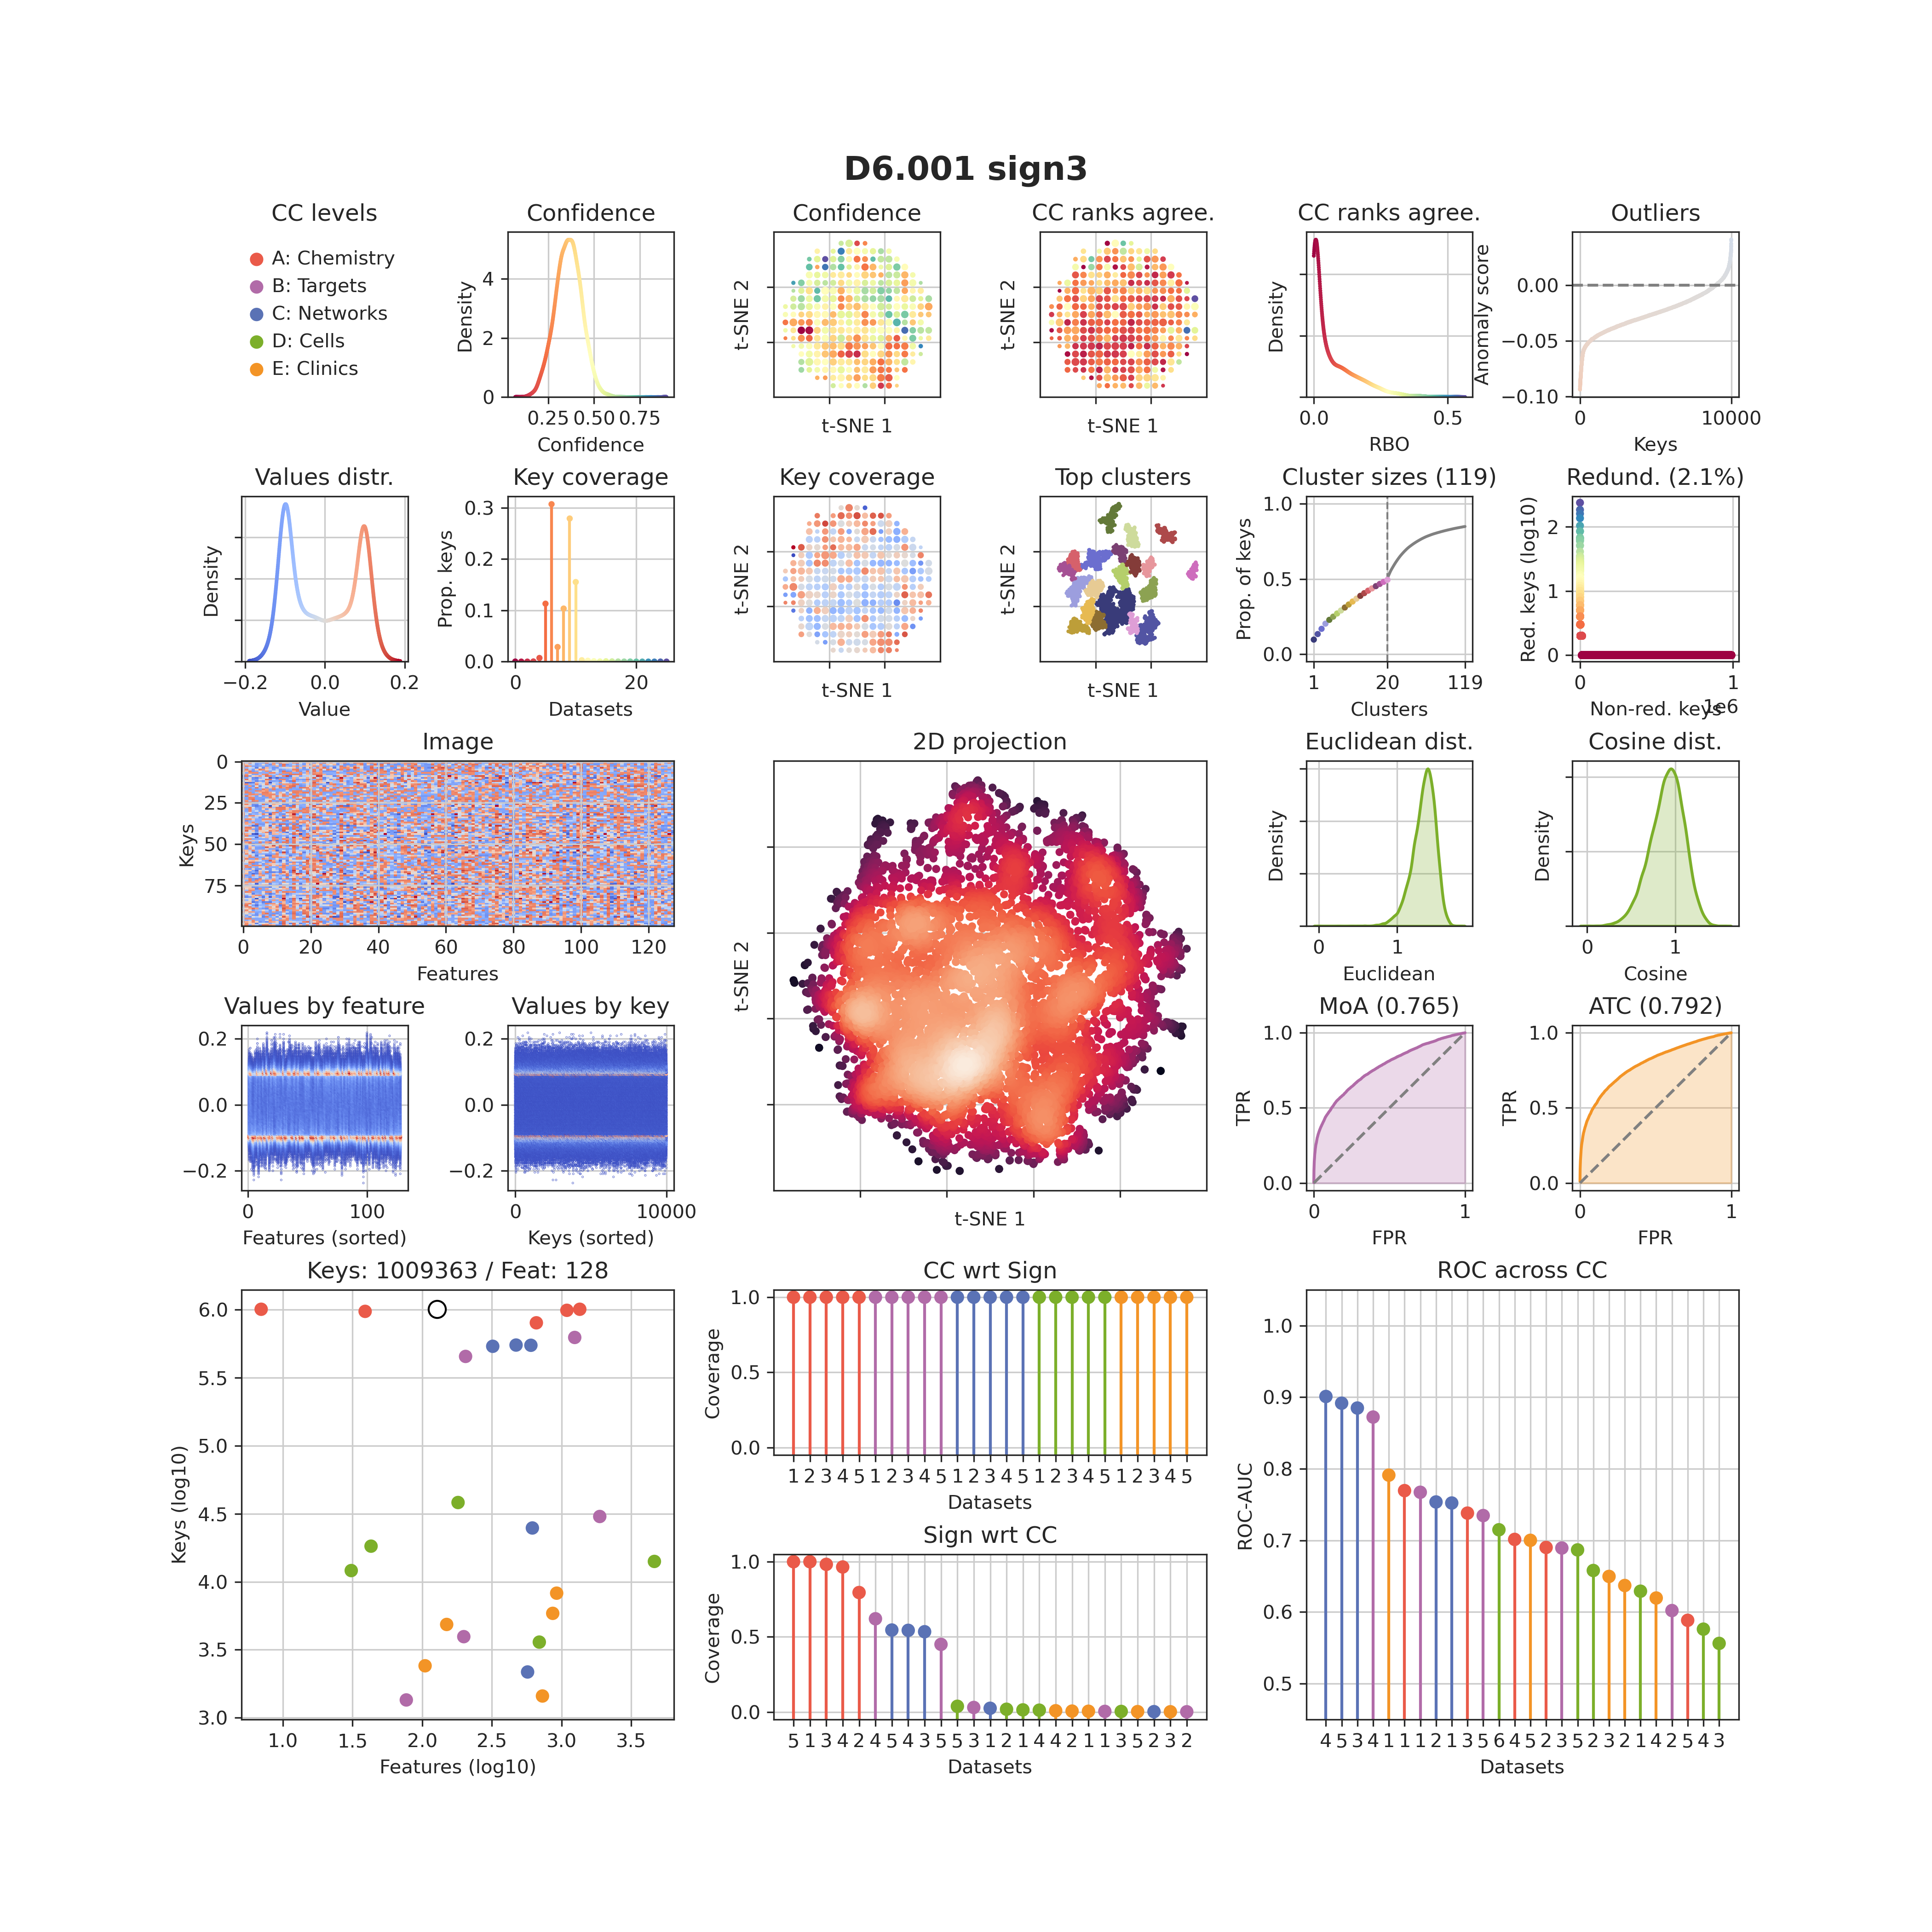 D6.001 sign3
CC levels
A: Chemistry
B: Targets
C: Networks
D: Cells
E: Clinics
Confidence
Density
4
2
0
0.25 0.50 0.75
Confidence
Confidence
t-SNE 2
t-SNE 1
CC ranks agree.
t-SNE 2
t-SNE 1
CC ranks agree.
Density
0.0 0.5
RBO
Outliers
Anomaly score
0.00
−0.05
−0.10
0 10000
Keys
Values distr.
Density
−0.2 0.0 0.2
Value
Key coverage
Prop. keys
0.3
0.2
0.1
0.0
0 20
Datasets
Key coverage
t-SNE 2
t-SNE 1
Top clusters
t-SNE 2
t-SNE 1
Cluster sizes (119)
Prop. of keys
1.0
0.5
0.0
1 20 119
Clusters
Redund. (2.1%)
Red. keys (log10)
2
1
0
0 1
1e6
Non-red. keys
Image
Keys
0
25
50
75
0 20 40 60 80 100 120
Features
2D projection
t-SNE 2
t-SNE 1
Euclidean dist.
Density
0 1
Euclidean
Cosine dist.
Density
0 1
Cosine
Values by feature
0.2
0.0
−0.2
0 100
Features (sorted)
Values by key
0.2
0.0
−0.2
0 10000
Keys (sorted)
MoA (0.765)
TPR
1.0
0.5
0.0
0 1
FPR
ATC (0.792)
TPR
1.0
0.5
0.0
0 1
FPR
Keys: 1009363 / Feat: 128
Keys (log10)
6.0
5.5
5.0
4.5
4.0
3.5
3.0
1.0 1.5 2.0 2.5 3.0 3.5
Features (log10)
CC wrt Sign
Coverage
1.0
0.5
0.0
1 2 3 4 5 1 2 3 4 5 1 2 3 4 5 1 2 3 4 5 1 2 3 4 5
Datasets
Sign wrt CC
Coverage
1.0
0.5
0.0
5 1 3 4 2 4 5 4 3 5 5 3 1 2 1 4 4 2 1 1 3 5 2 3 2
Datasets
ROC across CC
ROC-AUC
1.0
0.9
0.8
0.7
0.6
0.5
4 5 3 4 1 1 1 2 1 3 5 6 4 5 2 3 5 2 3 2 1 4 2 5 4 3
Datasets